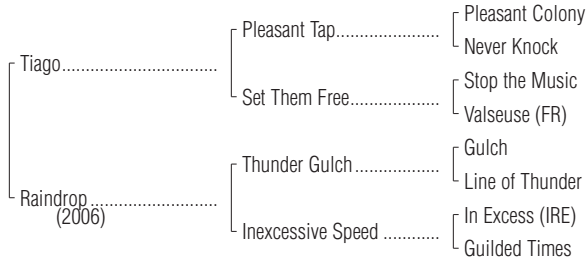 Pleasant Colony
Pleasant Tap..................
Never Knock
Tiago...............................
Stop the Music
Set Them Free.................
Valseuse (FR)
Gulch
Thunder Gulch................
Line of Thunder
Raindrop.........................
(2006)
In Excess (IRE)
Inexcessive Speed............
Guilded Times